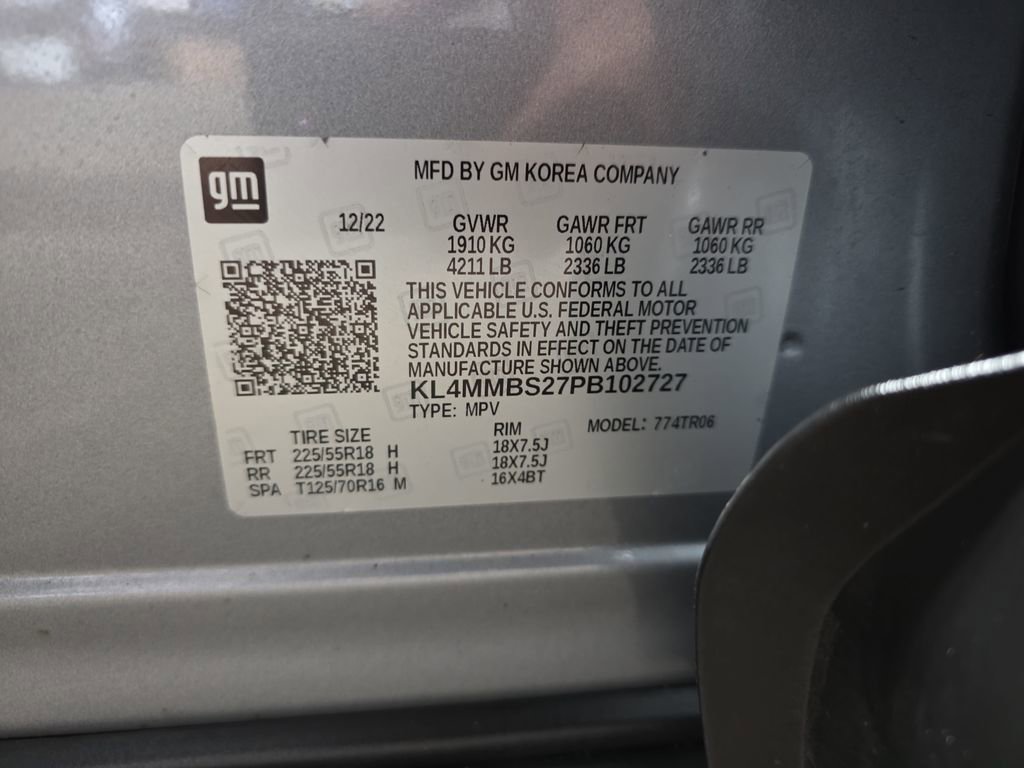 gm
MFD BY GM KOREA COMPANY
12/22 GVWR GAWR FRT GAWR RR
1910 KG 1060 KG 1060 KG
4211 LB 2336 LB 2336 LB
THIS VEHICLE CONFORMS TO ALL
APPLICABLE U.S. FEDERAL MOTOR
VEHICLE SAFETY AND THEFT PREVENTION
STANDARDS IN EFFECT ON THE DATE OF
MANUFACTURE SHOWN ABOVE.
KL4MMBS27PB102727
TYPE: MPV MODEL: 774TR06
TIRE SIZE RIM
FRT 225/55R18 H 18X7.5J
RR 225/55R18 H 18X7.5J
SPA T125/70R16 M 16X4BT